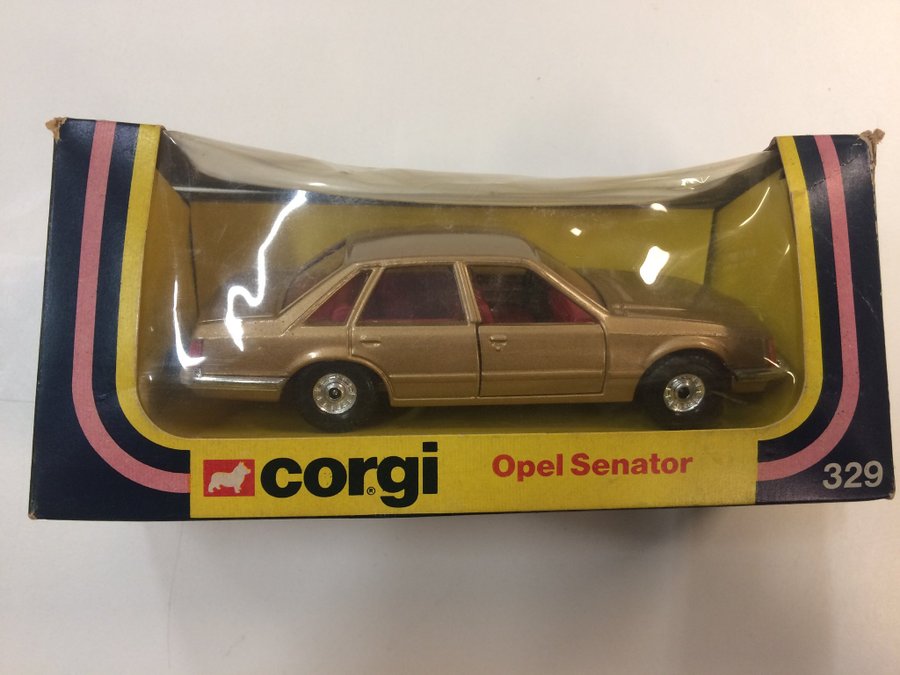 corgi®
Opel Senator
329